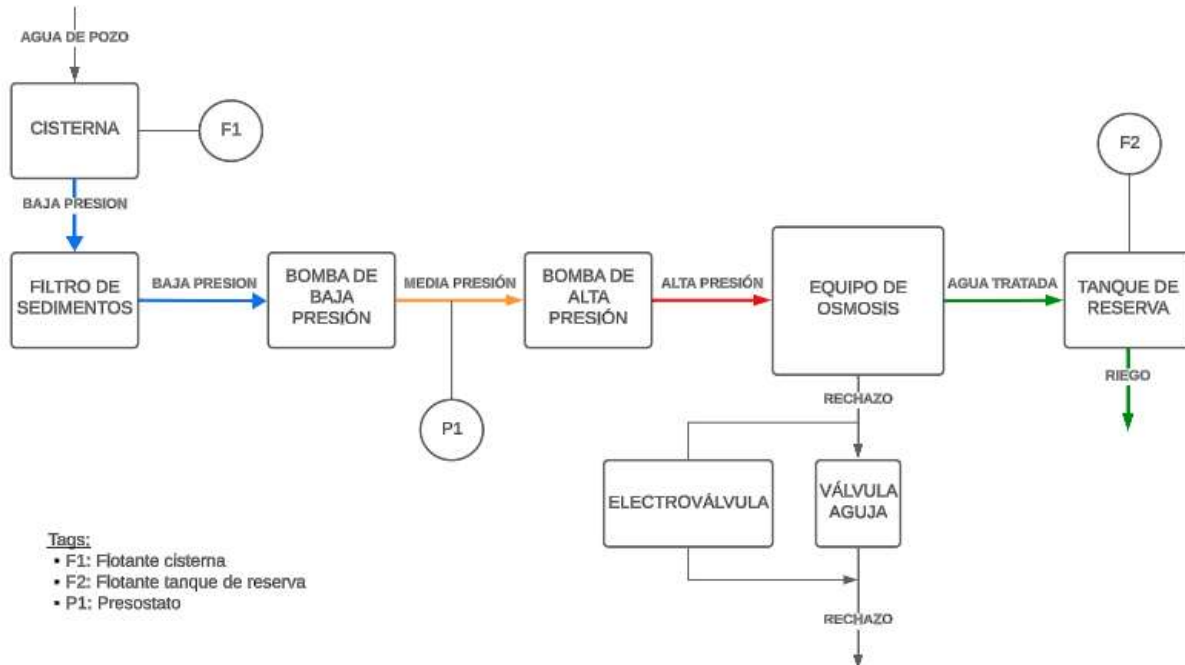 AGUA DE POZO
CISTERNA
F1
F2
BAJA PRESION
FILTRO DE
SEDIMENTOS
BAJA PRESION
BOMBA DE
BAJA
PRESIÓN
MEDIA PRESIÓN
BOMBA DE
ALTA
PRESIÓN
ALTA PRESIÓN
EQUIPO DE
OSMOSIS
AGUA TRATADA
TANQUE DE
RESERVA
RIEGO
RECHAZO
P1
ELECTROVÁLVULA
VÁLVULA
AGUJA
RECHAZO
Tags:
• F1: Flotante cisterna
• F2: Flotante tanque de reserva
• P1: Presostato